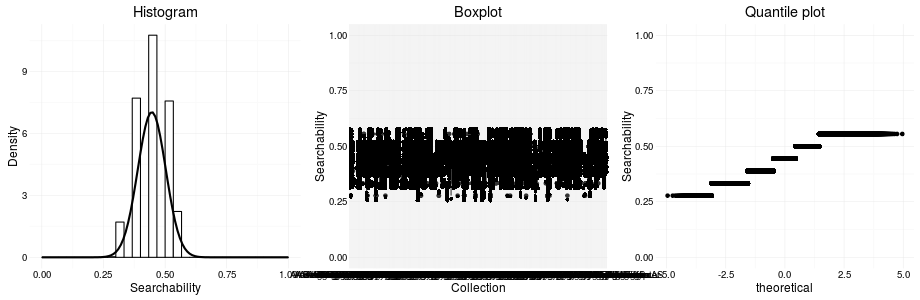 Histogram
Density
9
6
3
0
0.00
0.25
0.50
0.75
Searchability
Boxplot
Searchability
1.00
0.75
0.50
0.25
0.00
Collection
Quantile plot
Searchability
1.00
0.75
0.50
0.25
0.00
-2.5
0.0
2.5
5.0
theoretical